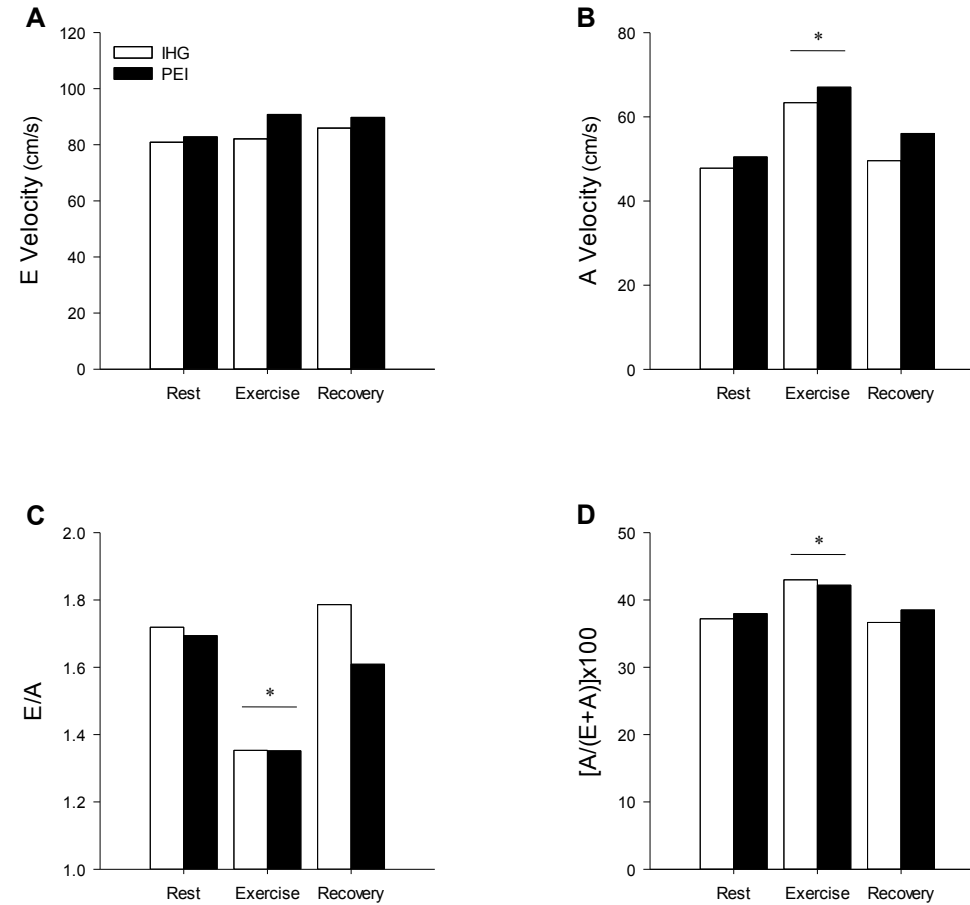 A
120
100
80
60
40
20
0
E Velocity (cm/s)
IHG
PEI
Rest Exercise Recovery
B
80
60
40
20
0
A Velocity (cm/s)
*
Rest Exercise Recovery
C
2.0
1.8
1.6
1.4
1.2
1.0
E/A
*
Rest Exercise Recovery
D
50
40
30
20
10
0
[A/(E+A)]x100
*
Rest Exercise Recovery